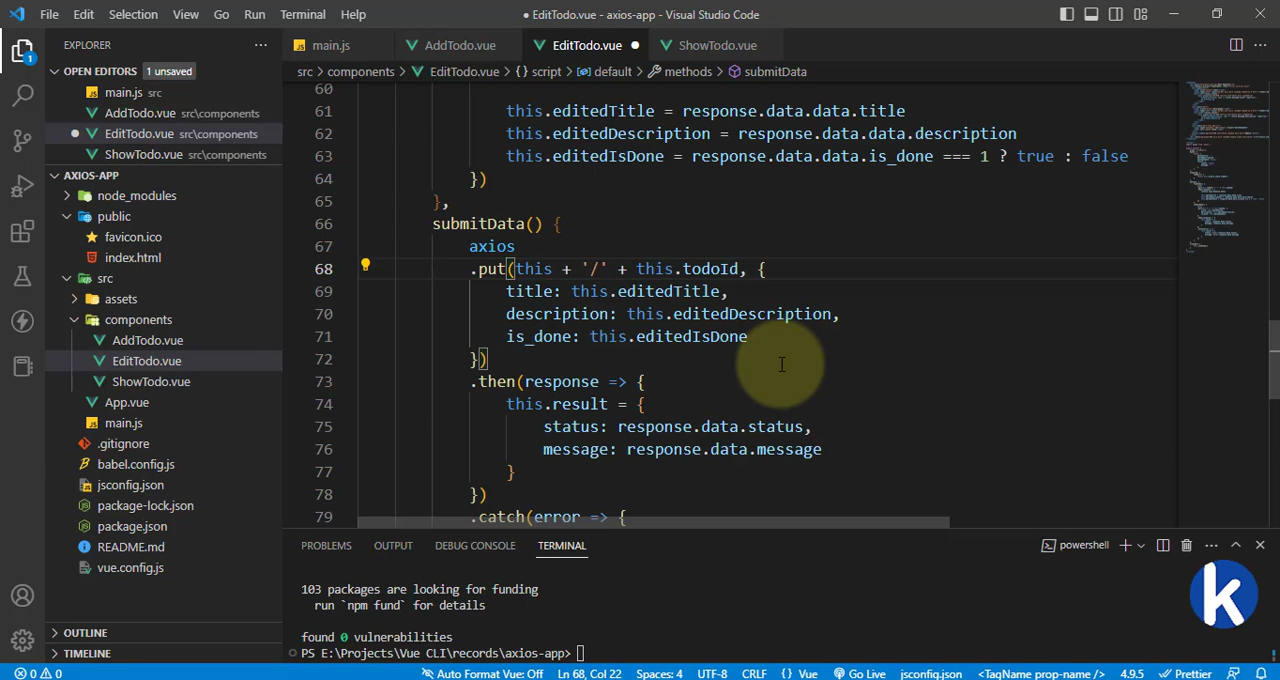 File Edit Selection View Go Run Terminal Help
● EditTodo.vue - axios-app - Visual Studio Code
EXPLORER
main.js AddTodo.vue EditTodo.vue ShowTodo.vue
OPEN EDITORS 1 unsaved
src > components > EditTodo.vue > {} script > default > methods > submitData
main.js src
AddTodo.vue src\components
EditTodo.vue src\components
ShowTodo.vue src\components
AXIOS-APP
node_modules
public
favicon.ico
index.html
src
assets
components
AddTodo.vue
EditTodo.vue
ShowTodo.vue
App.vue
main.js
.gitignore
babel.config.js
jsconfig.json
package-lock.json
package.json
README.md
vue.config.js
OUTLINE
TIMELINE
60
61 this.editedTitle = response.data.data.title
62 this.editedDescription = response.data.data.description
63 this.editedIsDone = response.data.data.is_done === 1 ? true : false
64 })
65 },
66 submitData() {
67 axios
68 .put(this + '/' + this.todoId, {
69 title: this.editedTitle,
70 description: this.editedDescription,
71 is_done: this.editedIsDone
72 })
73 .then(response => {
74 this.result = {
75 status: response.data.status,
76 message: response.data.message
77 }
78 })
79 .catch(error => {
PROBLEMS OUTPUT DEBUG CONSOLE TERMINAL powershell
103 packages are looking for funding
run `npm fund` for details
found 0 vulnerabilities
PS E:\Projects\Vue CLI\records\axios-app>
k
1
0 0 Auto Format Vue: Off Ln 68, Col 22 Spaces: 4 UTF-8 CRLF {} Vue Go Live jsconfig.json <TagName prop-name /> 4.9.5 Prettier